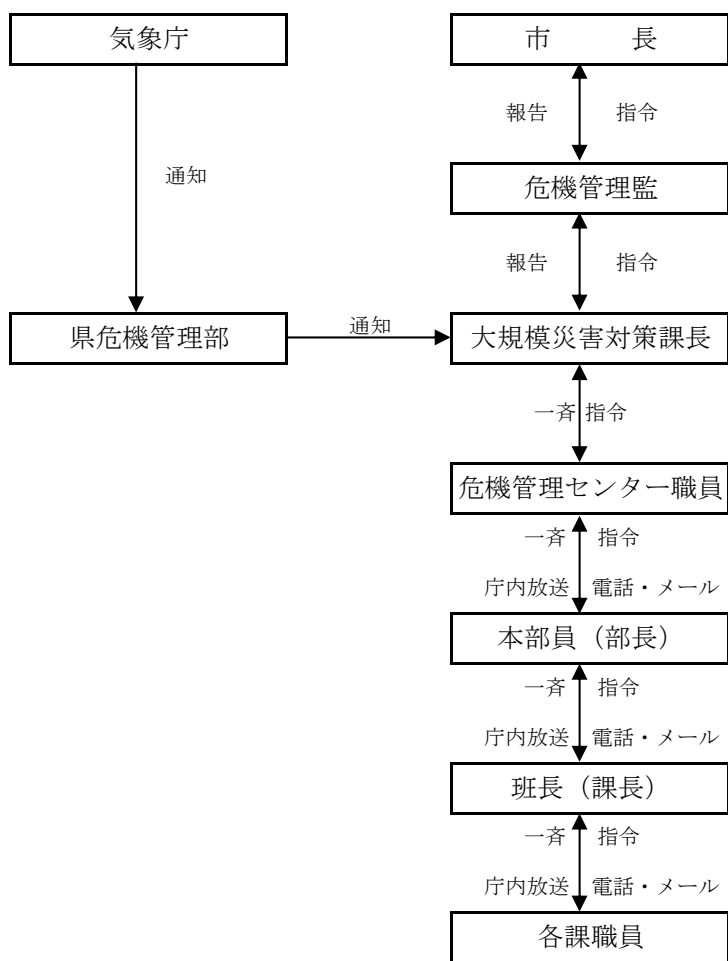 気象庁
市　　　長
報告　指令
通知
危機管理監
報告　指令
県危機管理部
通知
大規模災害対策課長
一斉 指令
危機管理センター職員
一斉　指令
庁内放送　電話・メール
本部員（部長）
一斉　指令
庁内放送　電話・メール
班長（課長）
一斉　指令
庁内放送　電話・メール
各課職員